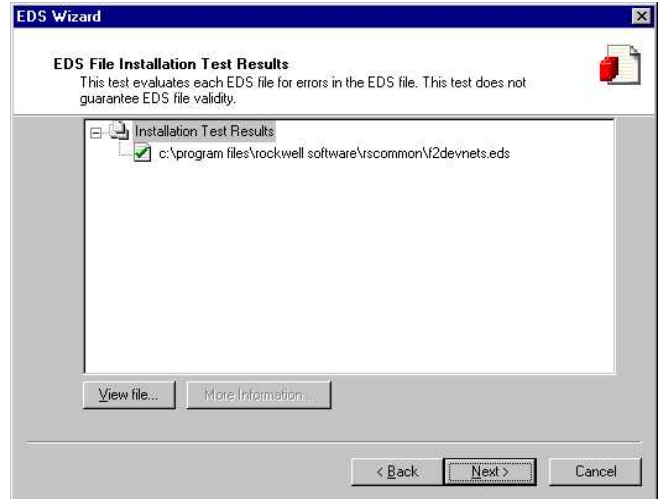 EDS Wizard
EDS File Installation Test Results
This test evaluates each EDS file for errors in the EDS file. This test does not
guarantee EDS file validity.
Installation Test Results
c:\program files\rockwell software\rscommon\f2devnets.eds
View file...
More Information...
< Back
Next >
Cancel